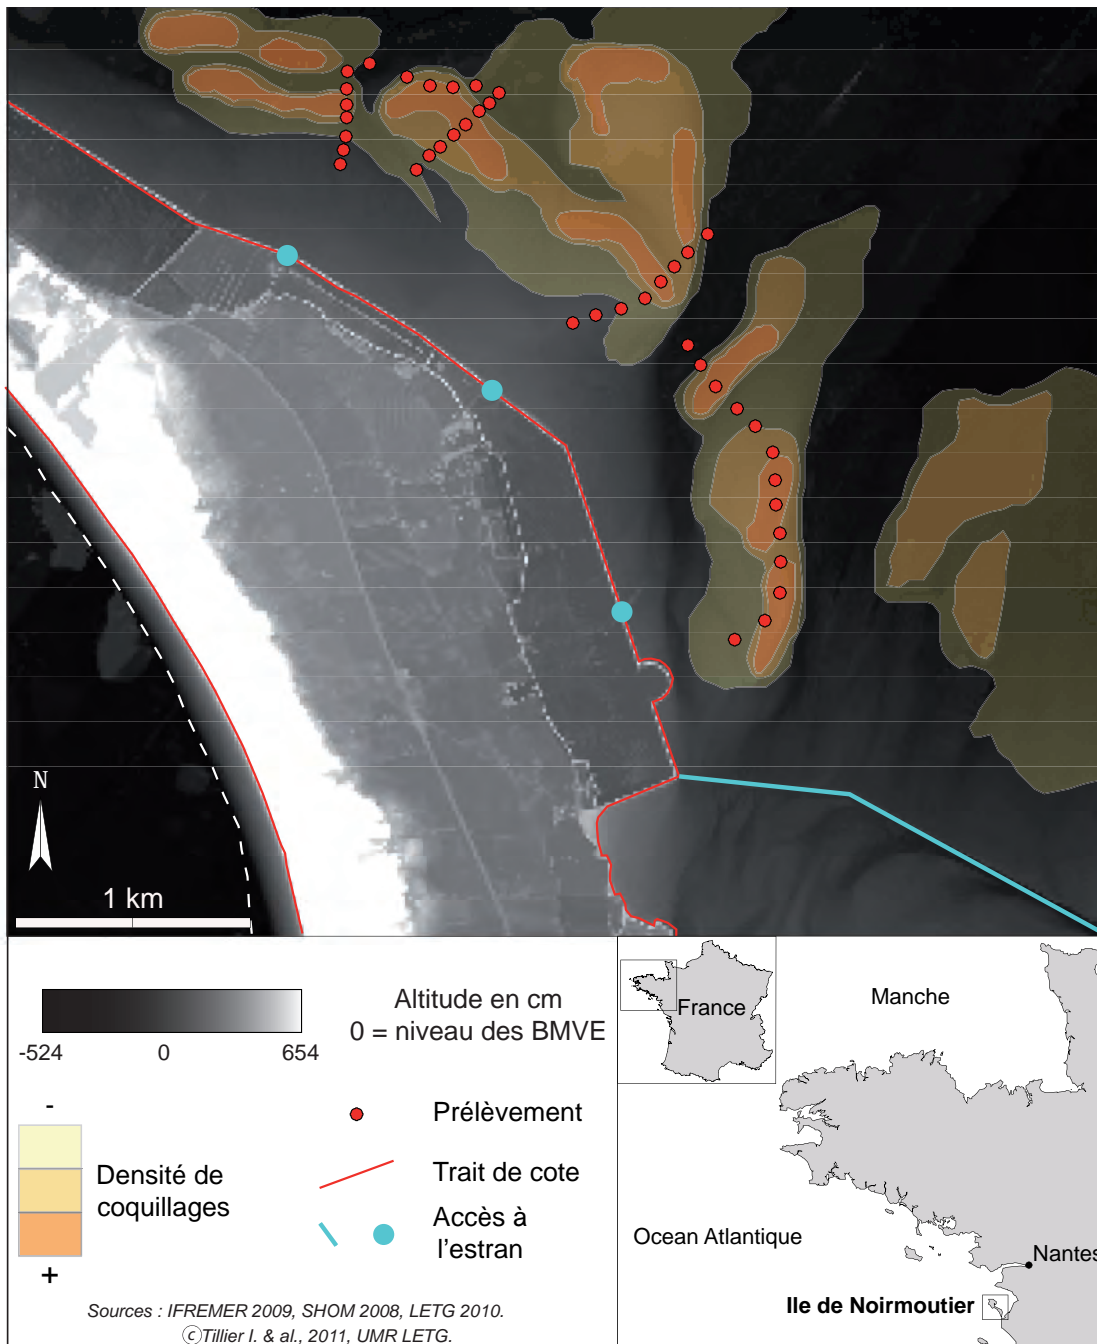 N
1 km
Altitude en cm
0 = niveau des BMVE
-524 0 654
-
Densité de
coquillages
+
Prélèvement
Trait de cote
Accès à
l'estran
Sources : IFREMER 2009, SHOM 2008, LETG 2010.
©Tillier I. & al., 2011, UMR LETG.
France
Manche
Ocean Atlantique
Nantes
Ile de Noirmoutier